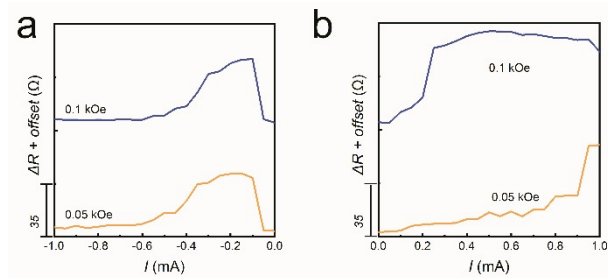 a
ΔR + offset (Ω)
35
0.1 kOe
0.05 kOe
-1.0 -0.8 -0.6 -0.4 -0.2 0.0
I (mA)
b
ΔR + offset (Ω)
35
0.1 kOe
0.05 kOe
0.0 0.2 0.4 0.6 0.8 1.0
I (mA)